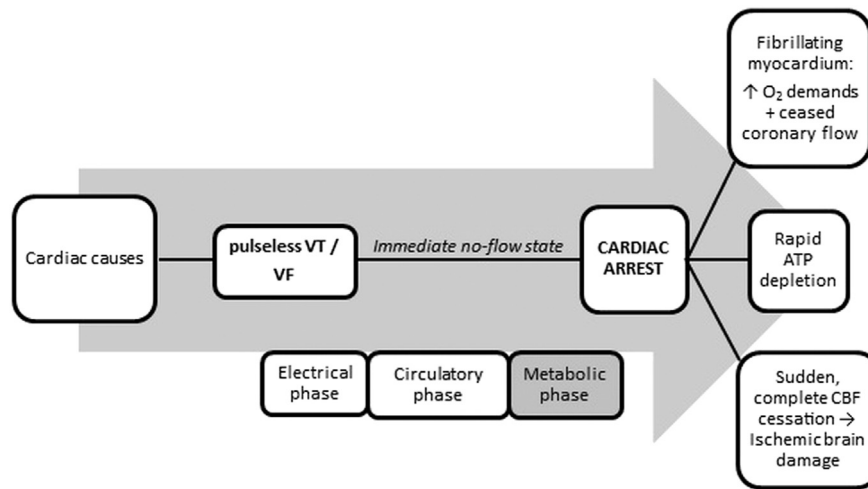 Fibrillating
myocardium:
↑ O₂ demands
+ ceased
coronary flow
Cardiac causes
pulseless VT /
VF
Immediate no-flow state
CARDIAC
ARREST
Rapid
ATP
depletion
Electrical
phase
Circulatory
phase
Metabolic
phase
Sudden,
complete CBF
cessation →
Ischemic brain
damage